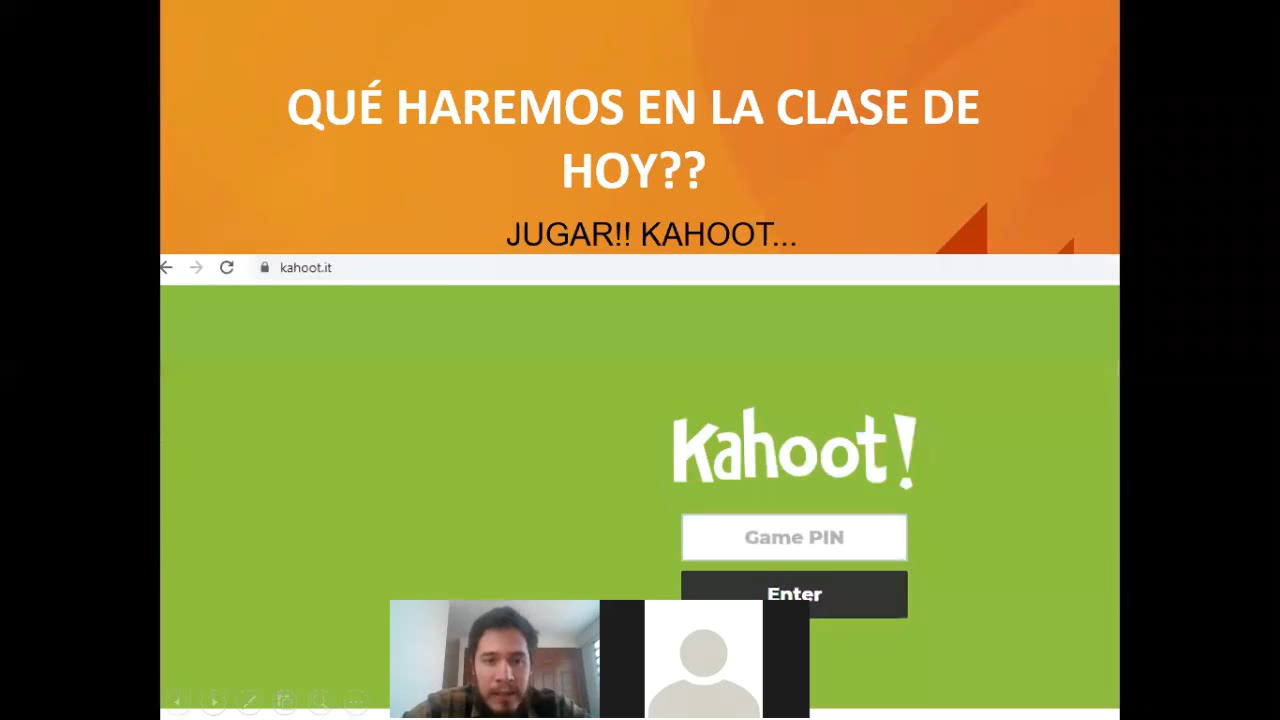 QUÉ HAREMOS EN LA CLASE DE
HOY??
JUGAR!! KAHOOT...
kahoot.it
Kahoot!
Game PIN
Enter